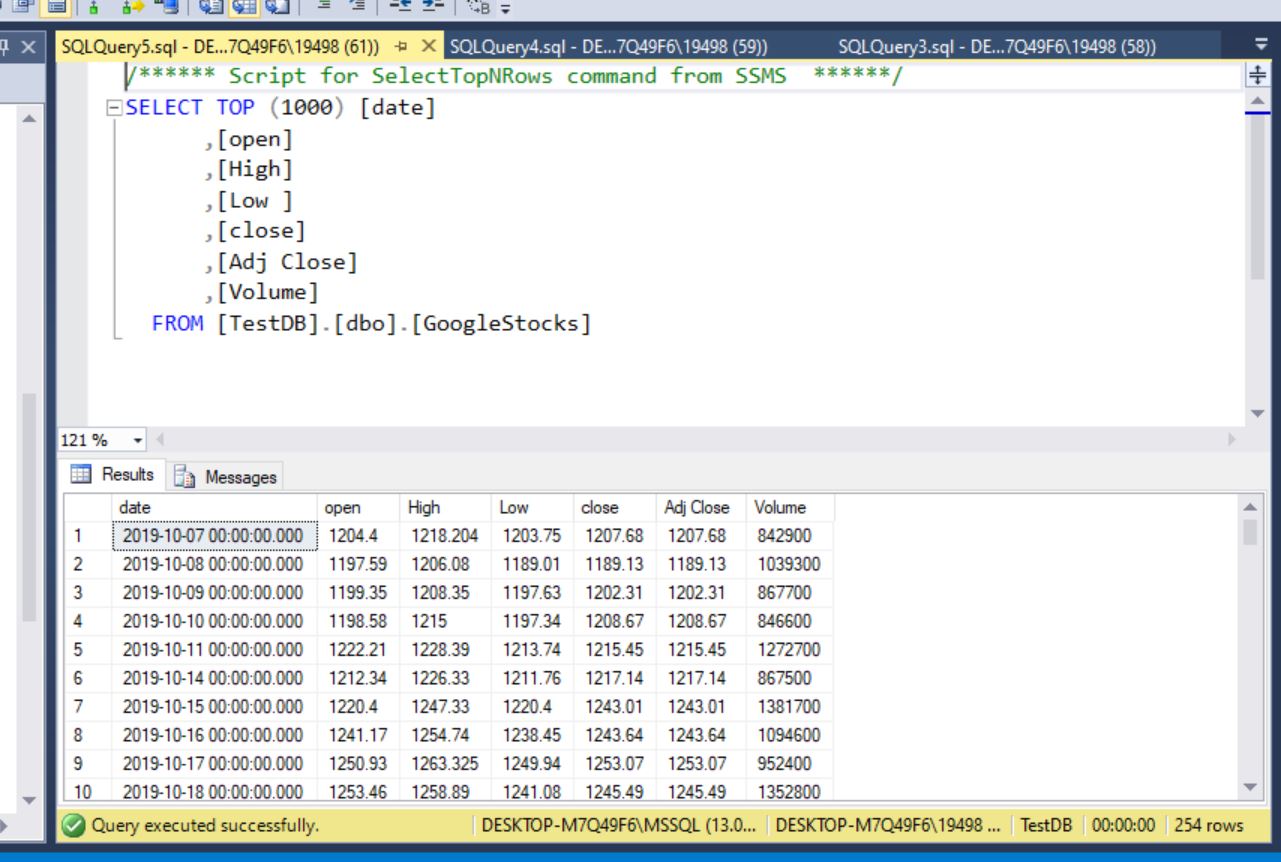 SQLQuery5.sql - DE...7Q49F6\19498 (61)) SQLQuery4.sql - DE...7Q49F6\19498 (59)) SQLQuery3.sql - DE...7Q49F6\19498 (58))
/****** Script for SelectTopNRows command from SSMS ******/
SELECT TOP (1000) [date]
,[open]
,[High]
,[Low ]
,[close]
,[Adj Close]
,[Volume]
FROM [TestDB].[dbo].[GoogleStocks]
121 %
Results Messages
date open High Low close Adj Close Volume
1 2019-10-07 00:00:00.000 1204.4 1218.204 1203.75 1207.68 1207.68 842900
2 2019-10-08 00:00:00.000 1197.59 1206.08 1189.01 1189.13 1189.13 1039300
3 2019-10-09 00:00:00.000 1199.35 1208.35 1197.63 1202.31 1202.31 867700
4 2019-10-10 00:00:00.000 1198.58 1215 1197.34 1208.67 1208.67 846600
5 2019-10-11 00:00:00.000 1222.21 1228.39 1213.74 1215.45 1215.45 1272700
6 2019-10-14 00:00:00.000 1212.34 1226.33 1211.76 1217.14 1217.14 867500
7 2019-10-15 00:00:00.000 1220.4 1247.33 1220.4 1243.01 1243.01 1381700
8 2019-10-16 00:00:00.000 1241.17 1254.74 1238.45 1243.64 1243.64 1094600
9 2019-10-17 00:00:00.000 1250.93 1263.325 1249.94 1253.07 1253.07 952400
10 2019-10-18 00:00:00.000 1253.46 1258.89 1241.08 1245.49 1245.49 1352800
Query executed successfully. DESKTOP-M7Q49F6\MSSQL (13.0... DESKTOP-M7Q49F6\19498 ... TestDB 00:00:00 254 rows